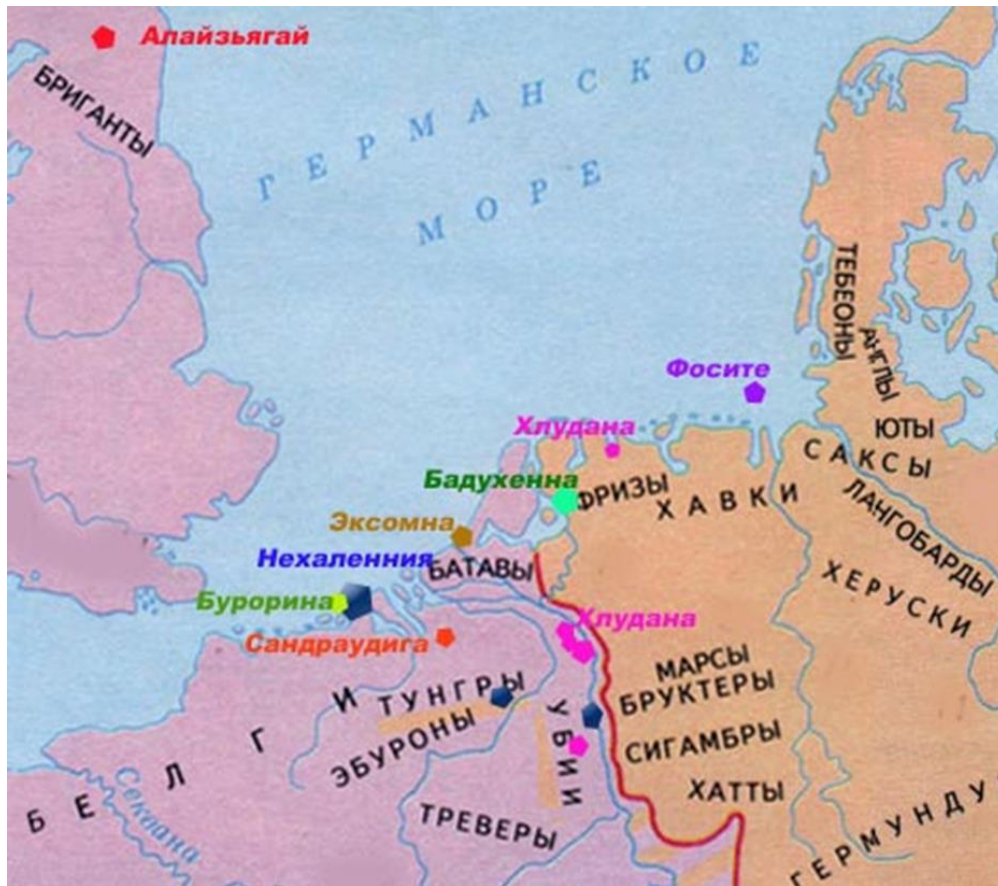 Алайзьягай
БРИГАНТЫ
ГЕРМАНСКОЕ
МОРЕ
ТЕБЕОНЫ
АНГЛЫ
Фосите
ЮТЫ
Хлудана
САКСЫ
Бадухенна
ФРИЗЫ
ХАВКИ
ЛАНГОБАРДЫ
Эксомна
Нехаленния
БАТАВЫ
ХЕРУСКИ
Бурорина
Хлудана
Сандраудига
МАРСЫ
БРУКТЕРЫ
ТУНГРЫ
ЭБУРОНЫ
УБИИ
СИГАМБРЫ
БЕЛГИ
ХАТТЫ
Секвана
ТРЕВЕРЫ
ГЕРМУНДУ